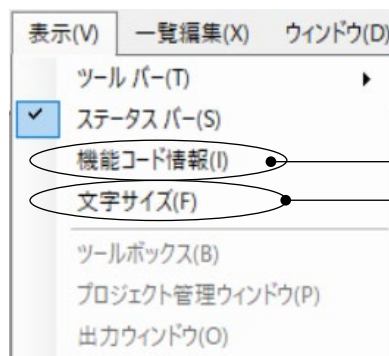 表示(V) 一覧編集(X) ウィンドウ(D)
ツール バー(T)
ステータス バー(S)
機能コード情報(I)
文字サイズ(F)
ツールボックス(B)
プロジェクト管理ウィンドウ(P)
出力ウィンドウ(O)